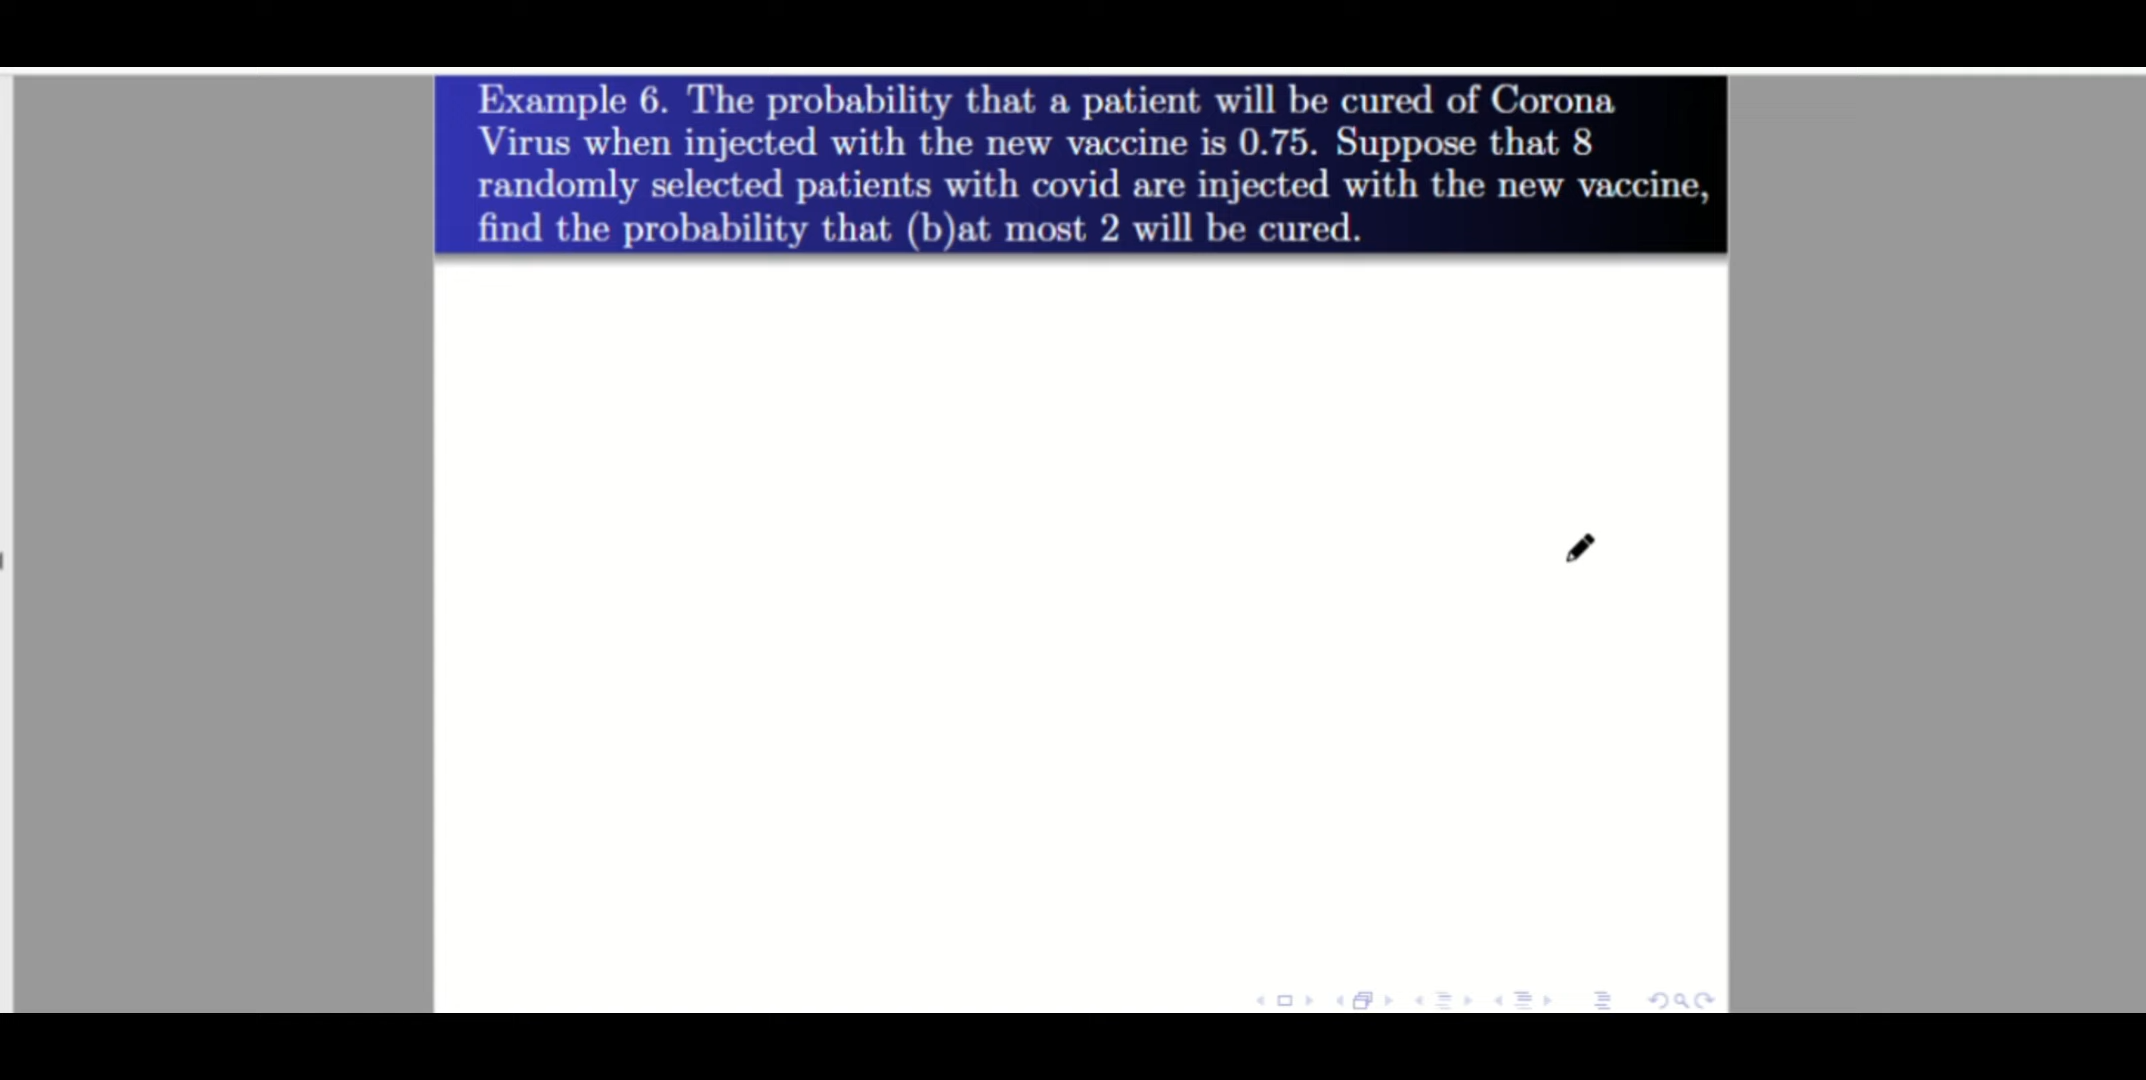 Example 6. The probability that a patient will be cured of Corona
Virus when injected with the new vaccine is 0.75. Suppose that 8
randomly selected patients with covid are injected with the new vaccine,
find the probability that (b)at most 2 will be cured.